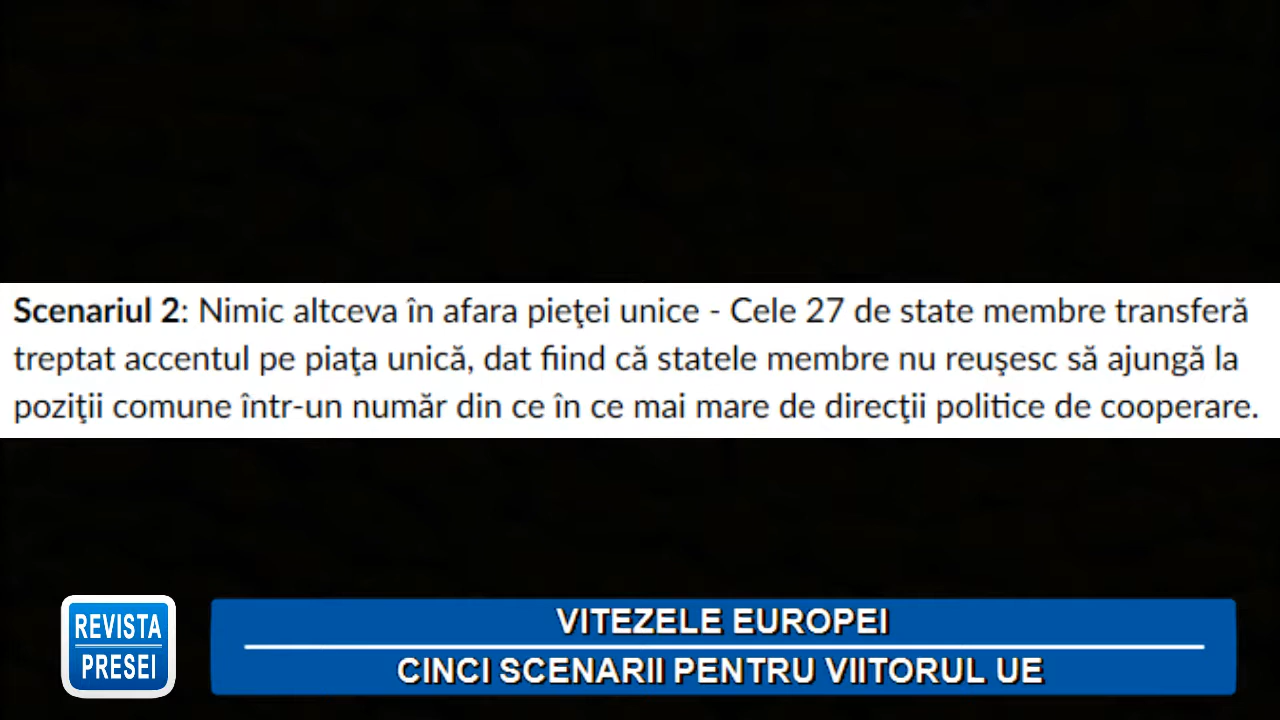 Scenariul 2: Nimic altceva în afara pieţei unice - Cele 27 de state membre transferă
treptat accentul pe piaţa unică, dat fiind că statele membre nu reuşesc să ajungă la
poziţii comune într-un număr din ce în ce mai mare de direcţii politice de cooperare.
VITEZELE EUROPEI
REVISTA
PRESEI
CINCI SCENARII PENTRU VIITORUL UE